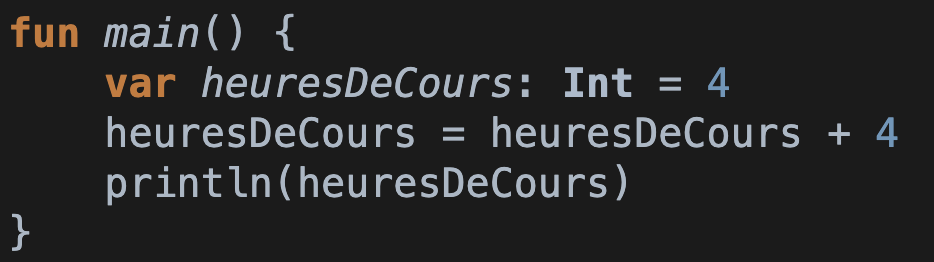 fun main() {
    var heuresDeCours: Int = 4
    heuresDeCours = heuresDeCours + 4
    println(heuresDeCours)
}